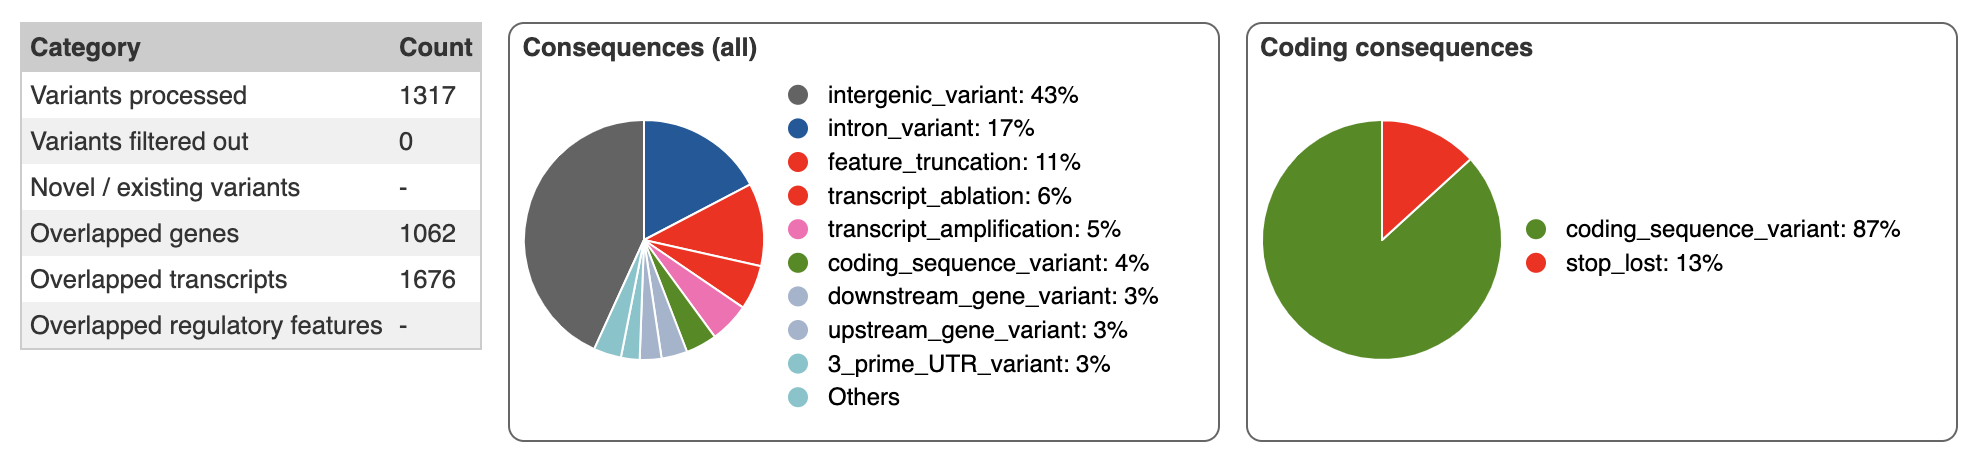 Category Count
Variants processed 1317
Variants filtered out 0
Novel / existing variants -
Overlapped genes 1062
Overlapped transcripts 1676
Overlapped regulatory features -
Consequences (all)
intergenic_variant: 43%
intron_variant: 17%
feature_truncation: 11%
transcript_ablation: 6%
transcript_amplification: 5%
coding_sequence_variant: 4%
downstream_gene_variant: 3%
upstream_gene_variant: 3%
3_prime_UTR_variant: 3%
Others
Coding consequences
coding_sequence_variant: 87%
stop_lost: 13%